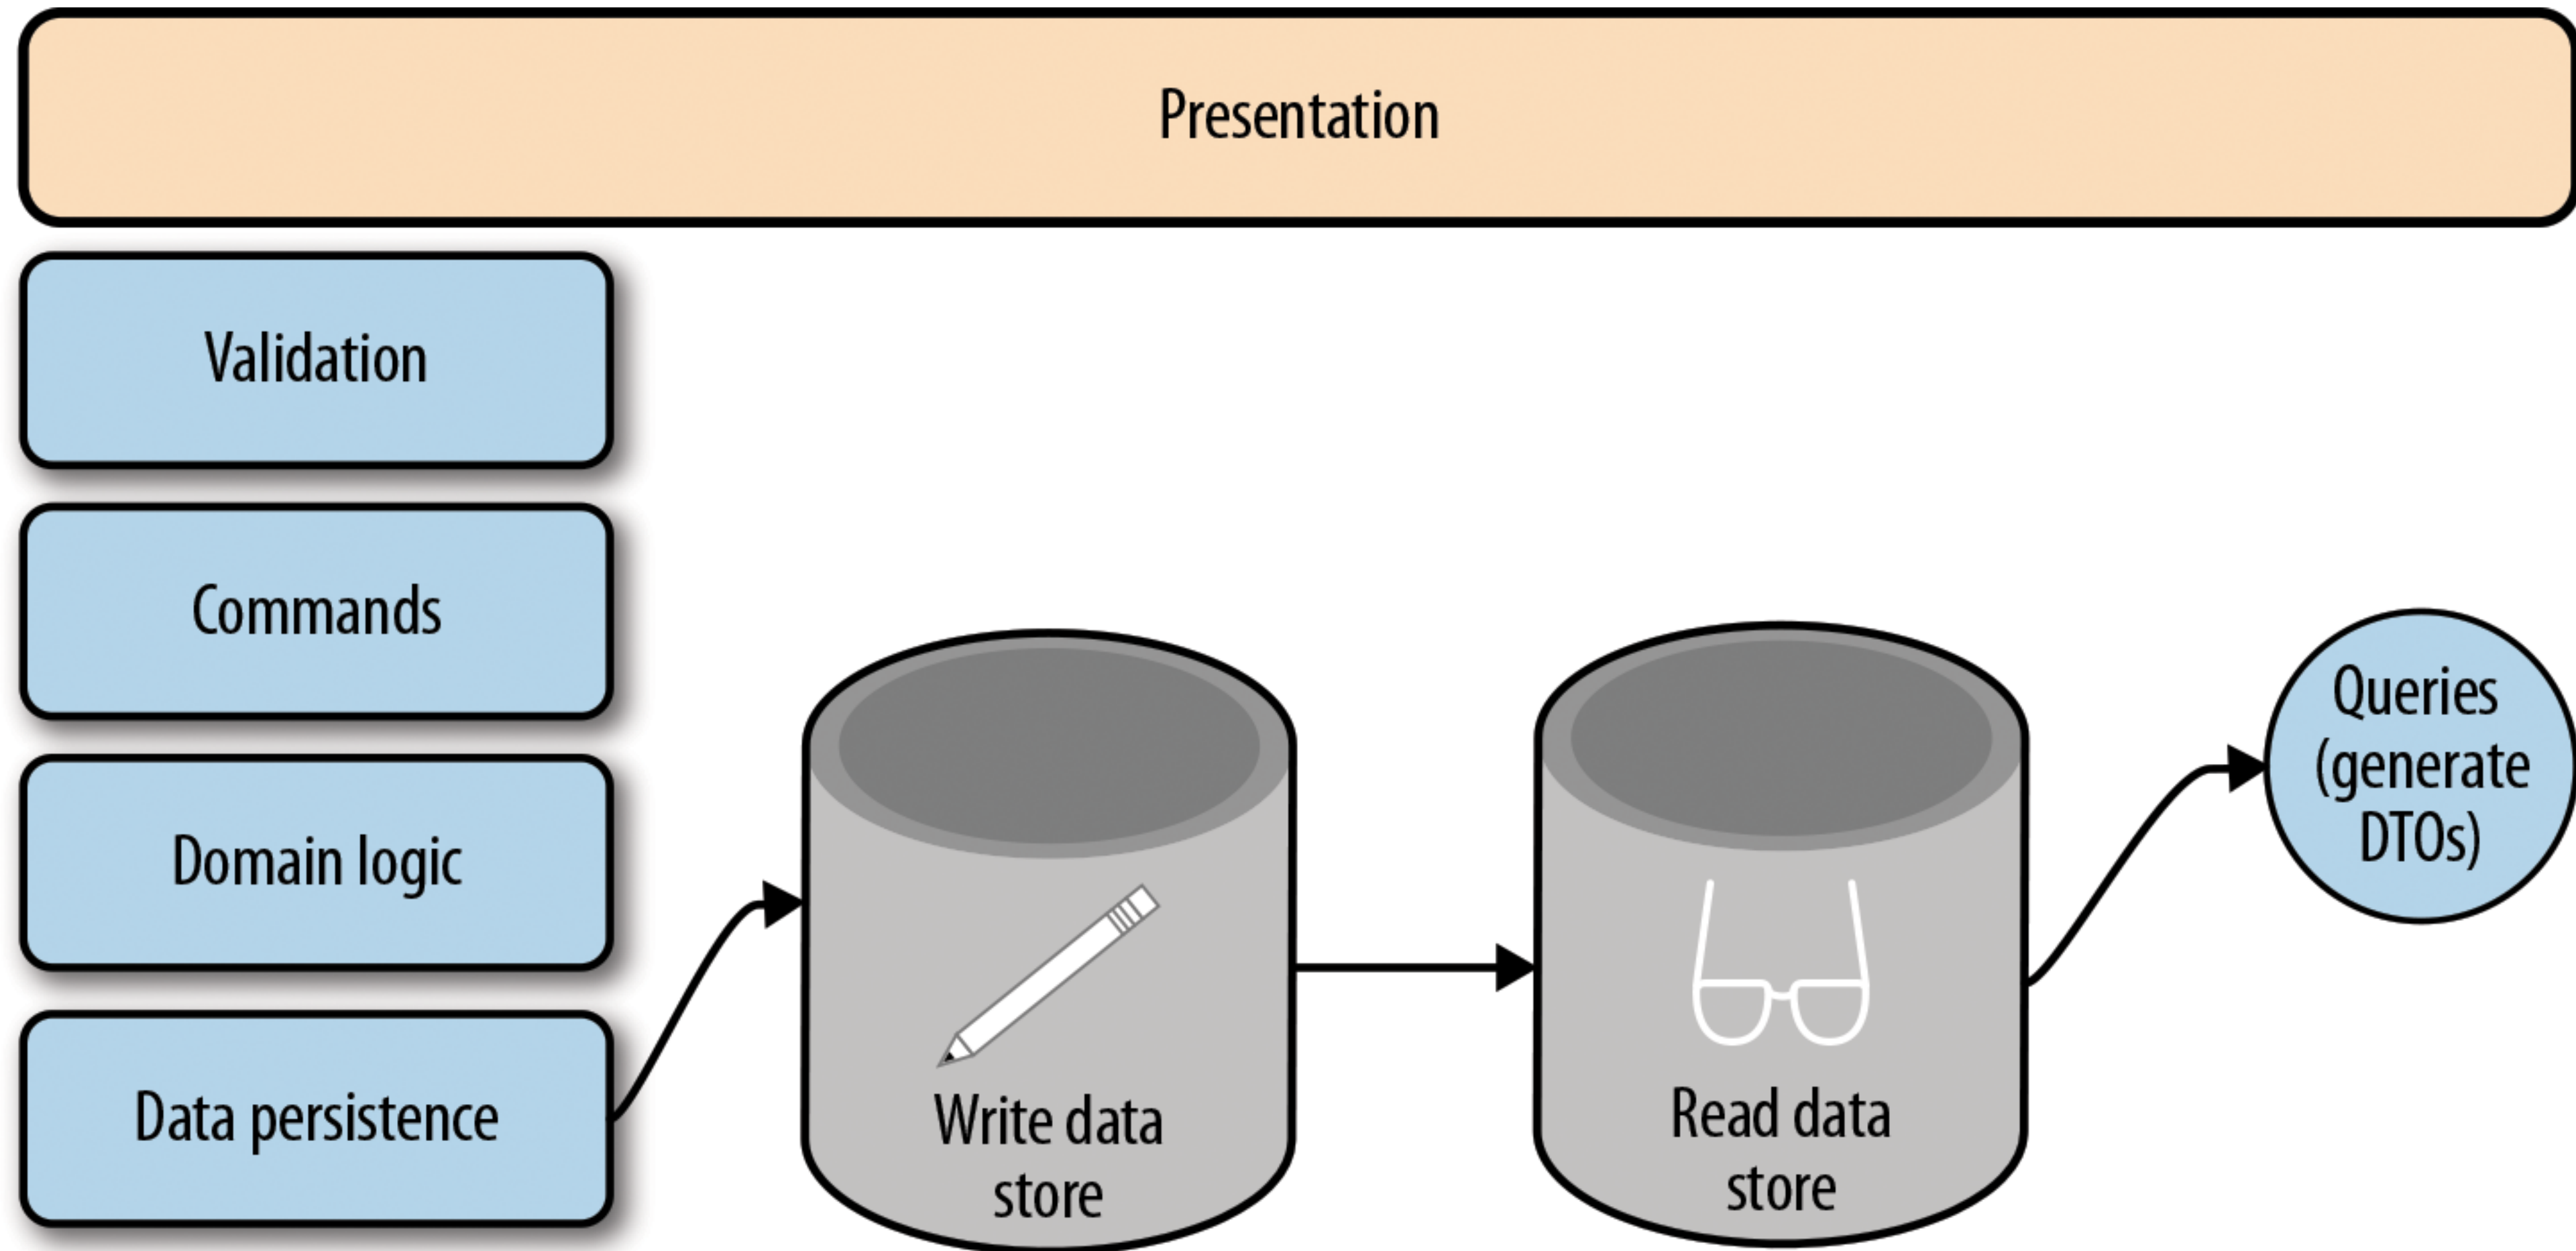 Presentation
Validation
Commands
Domain logic
Data persistence
Write data
store
Read data
store
Queries
(generate
DTOs)